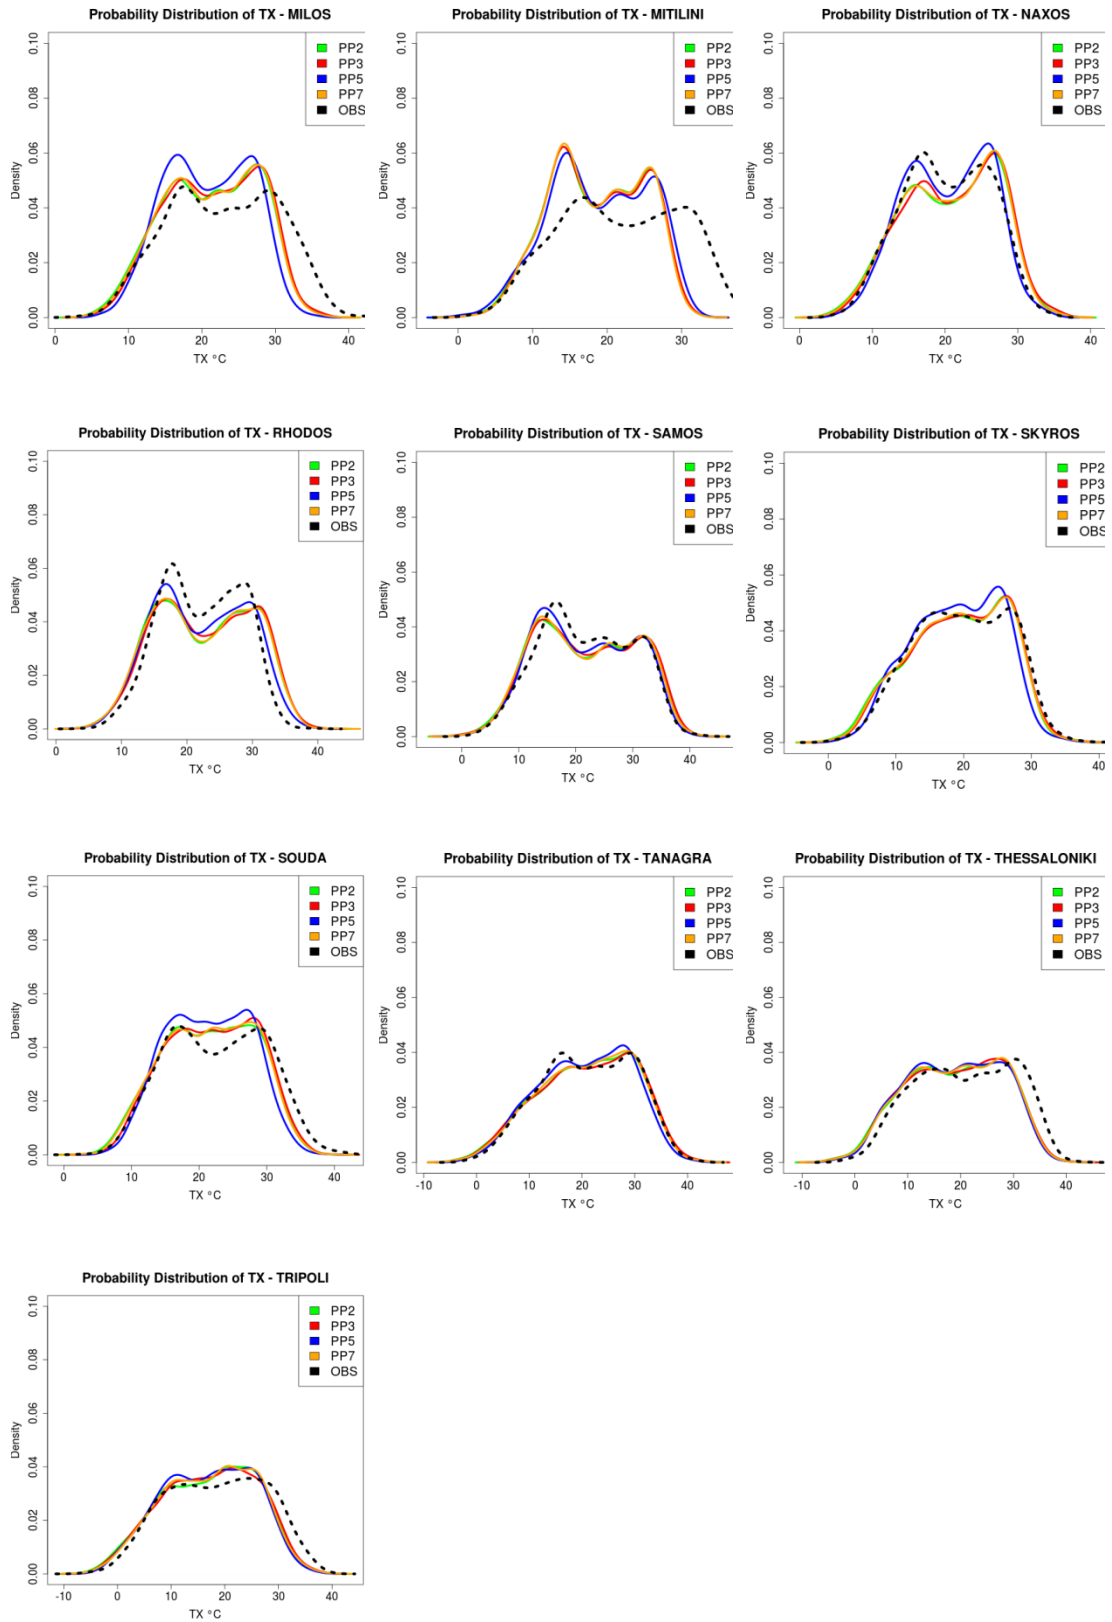 Probability Distribution of TX - MILOS
0.10
0.08
0.06
0.04
0.02
0.00
Density
PP2
PP3
PP5
PP7
OBS
0 10 20 30 40
TX °C
Probability Distribution of TX - MITILINI
0.10
0.08
0.06
0.04
0.02
0.00
Density
PP2
PP3
PP5
PP7
OBS
0 10 20 30
TX °C
Probability Distribution of TX - NAXOS
0.10
0.08
0.06
0.04
0.02
0.00
Density
PP2
PP3
PP5
PP7
OBS
0 10 20 30 40
TX °C
Probability Distribution of TX - RHODOS
0.10
0.08
0.06
0.04
0.02
0.00
Density
PP2
PP3
PP5
PP7
OBS
0 10 20 30 40
TX °C
Probability Distribution of TX - SAMOS
0.10
0.08
0.06
0.04
0.02
0.00
Density
PP2
PP3
PP5
PP7
OBS
0 10 20 30 40
TX °C
Probability Distribution of TX - SKYROS
0.10
0.08
0.06
0.04
0.02
0.00
Density
PP2
PP3
PP5
PP7
OBS
0 10 20 30 40
TX °C
Probability Distribution of TX - SOUDA
0.10
0.08
0.06
0.04
0.02
0.00
Density
PP2
PP3
PP5
PP7
OBS
0 10 20 30 40
TX °C
Probability Distribution of TX - TANAGRA
0.10
0.08
0.06
0.04
0.02
0.00
Density
PP2
PP3
PP5
PP7
OBS
-10 0 10 20 30 40
TX °C
Probability Distribution of TX - THESSALONIKI
0.10
0.08
0.06
0.04
0.02
0.00
Density
PP2
PP3
PP5
PP7
OBS
-10 0 10 20 30 40
TX °C
Probability Distribution of TX - TRIPOLI
0.10
0.08
0.06
0.04
0.02
0.00
Density
PP2
PP3
PP5
PP7
OBS
-10 0 10 20 30 40
TX °C